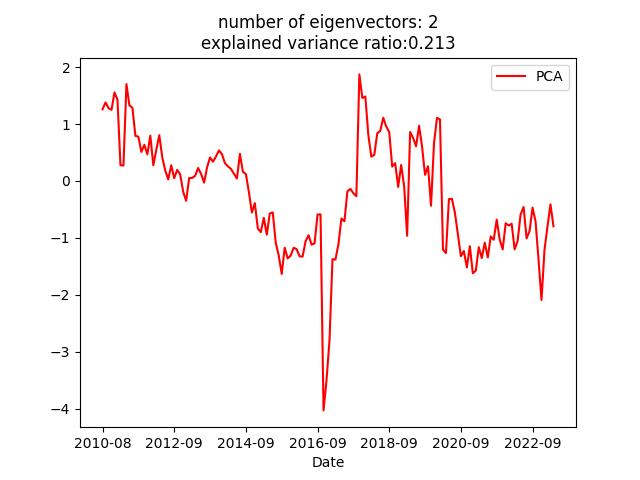 number of eigenvectors: 2
explained variance ratio:0.213
PCA
2
1
0
−1
−2
−3
−4
2010-08 2012-09 2014-09 2016-09 2018-09 2020-09 2022-09
Date